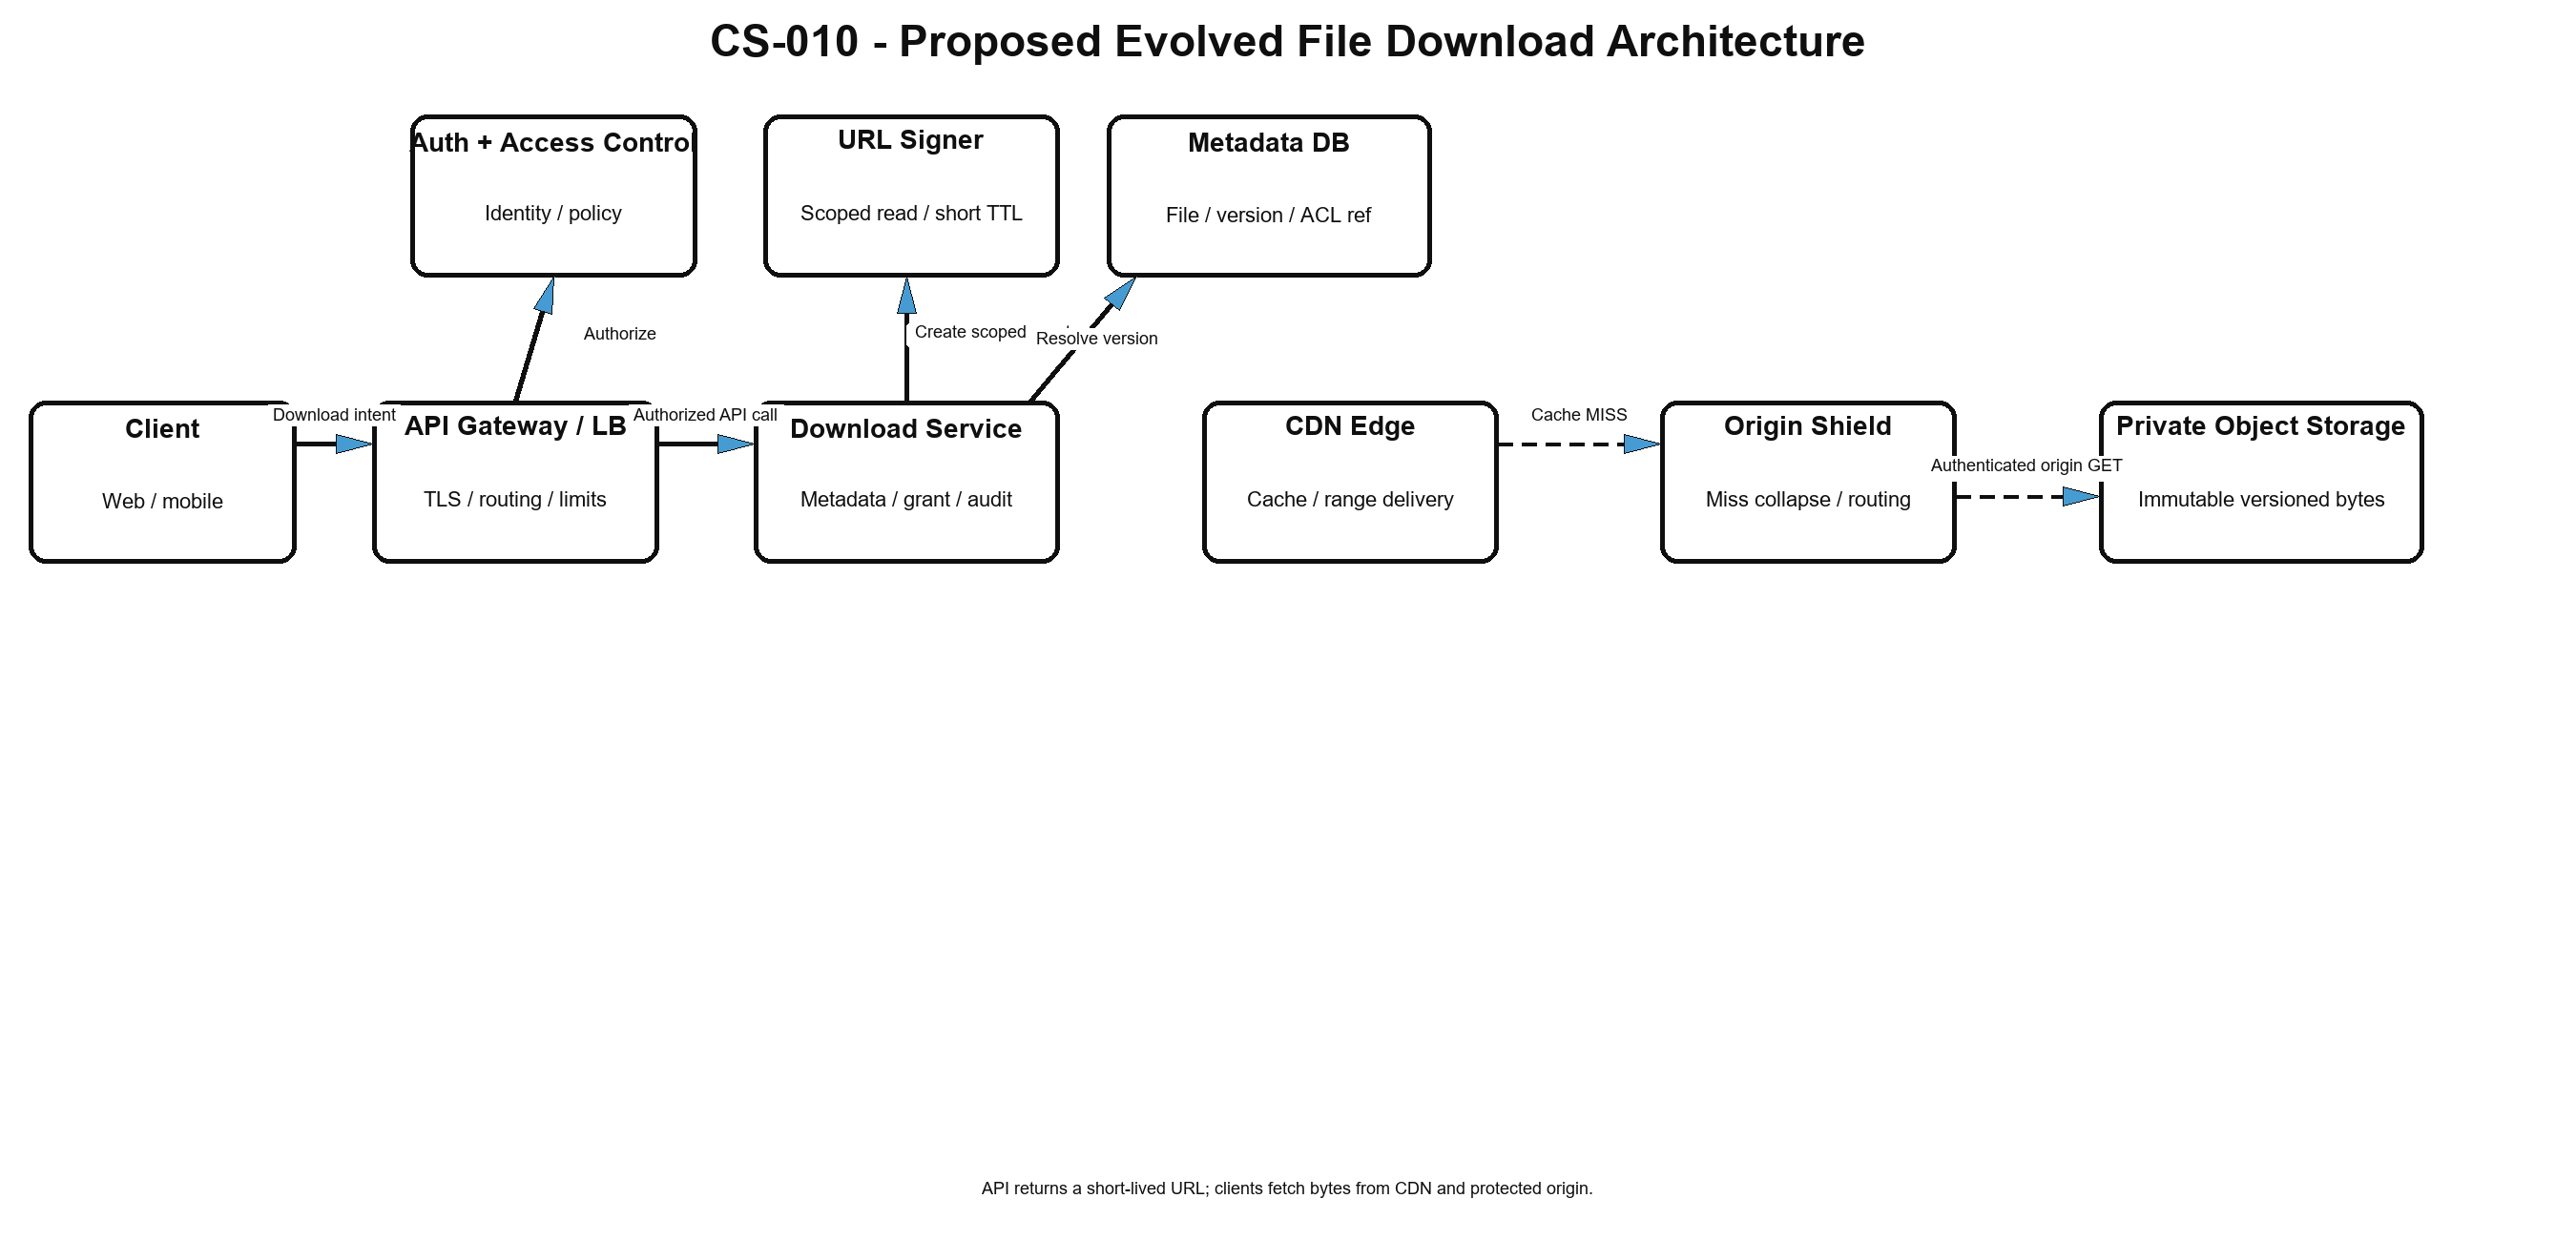 CS-010 - Proposed Evolved File Download Architecture
Auth + Access Control
Identity / policy
URL Signer
Scoped read / short TTL
Metadata DB
File / version / ACL ref
Authorize
Create scoped
Resolve version
Download intent
Authorized API call
Cache MISS
Authenticated origin GET
Client
Web / mobile
API Gateway / LB
TLS / routing / limits
Download Service
Metadata / grant / audit
CDN Edge
Cache / range delivery
Origin Shield
Miss collapse / routing
Private Object Storage
Immutable versioned bytes
API returns a short-lived URL; clients fetch bytes from CDN and protected origin.